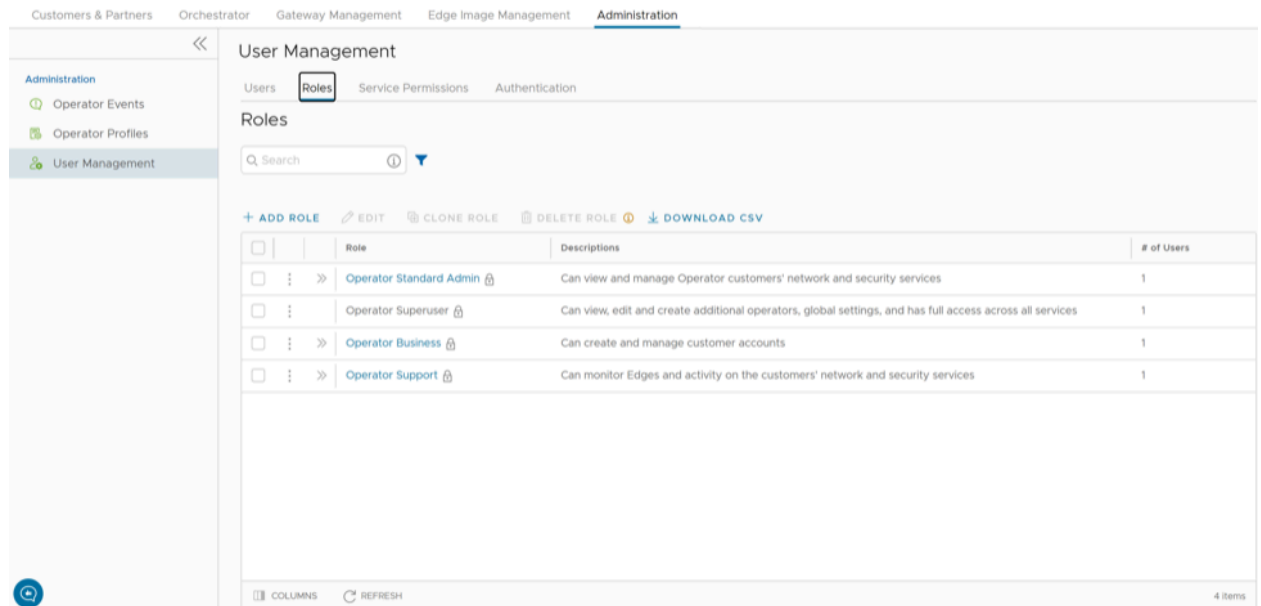 Customers & Partners Orchestrator Gateway Management Edge Image Management Administration
Administration
Operator Events
Operator Profiles
User Management
User Management
Users Roles Service Permissions Authentication
Roles
Search
+ ADD ROLE EDIT CLONE ROLE DELETE ROLE DOWNLOAD CSV
Role Descriptions # of Users
Operator Standard Admin Can view and manage Operator customers' network and security services 1
Operator Superuser Can view, edit and create additional operators, global settings, and has full access across all services 1
Operator Business Can create and manage customer accounts 1
Operator Support Can monitor Edges and activity on the customers' network and security services 1
COLUMNS REFRESH 4 items